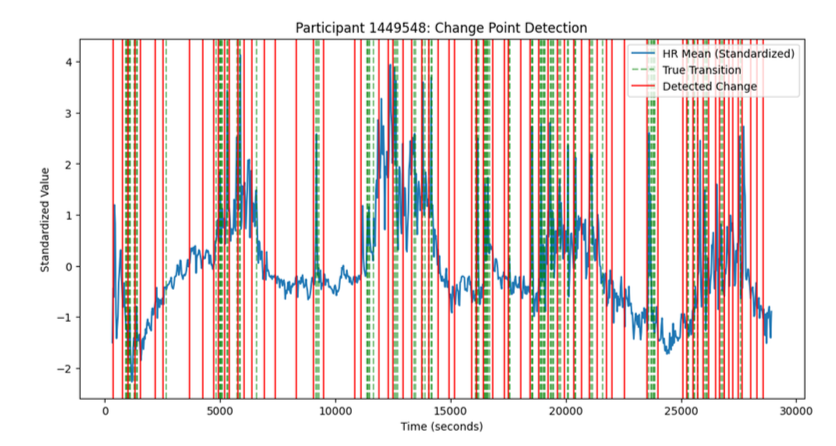 Participant 1449548: Change Point Detection
HR Mean (Standardized)
True Transition
Detected Change
4
3
2
1
0
−1
−2
Standardized Value
0
5000
10000
15000
20000
25000
30000
Time (seconds)